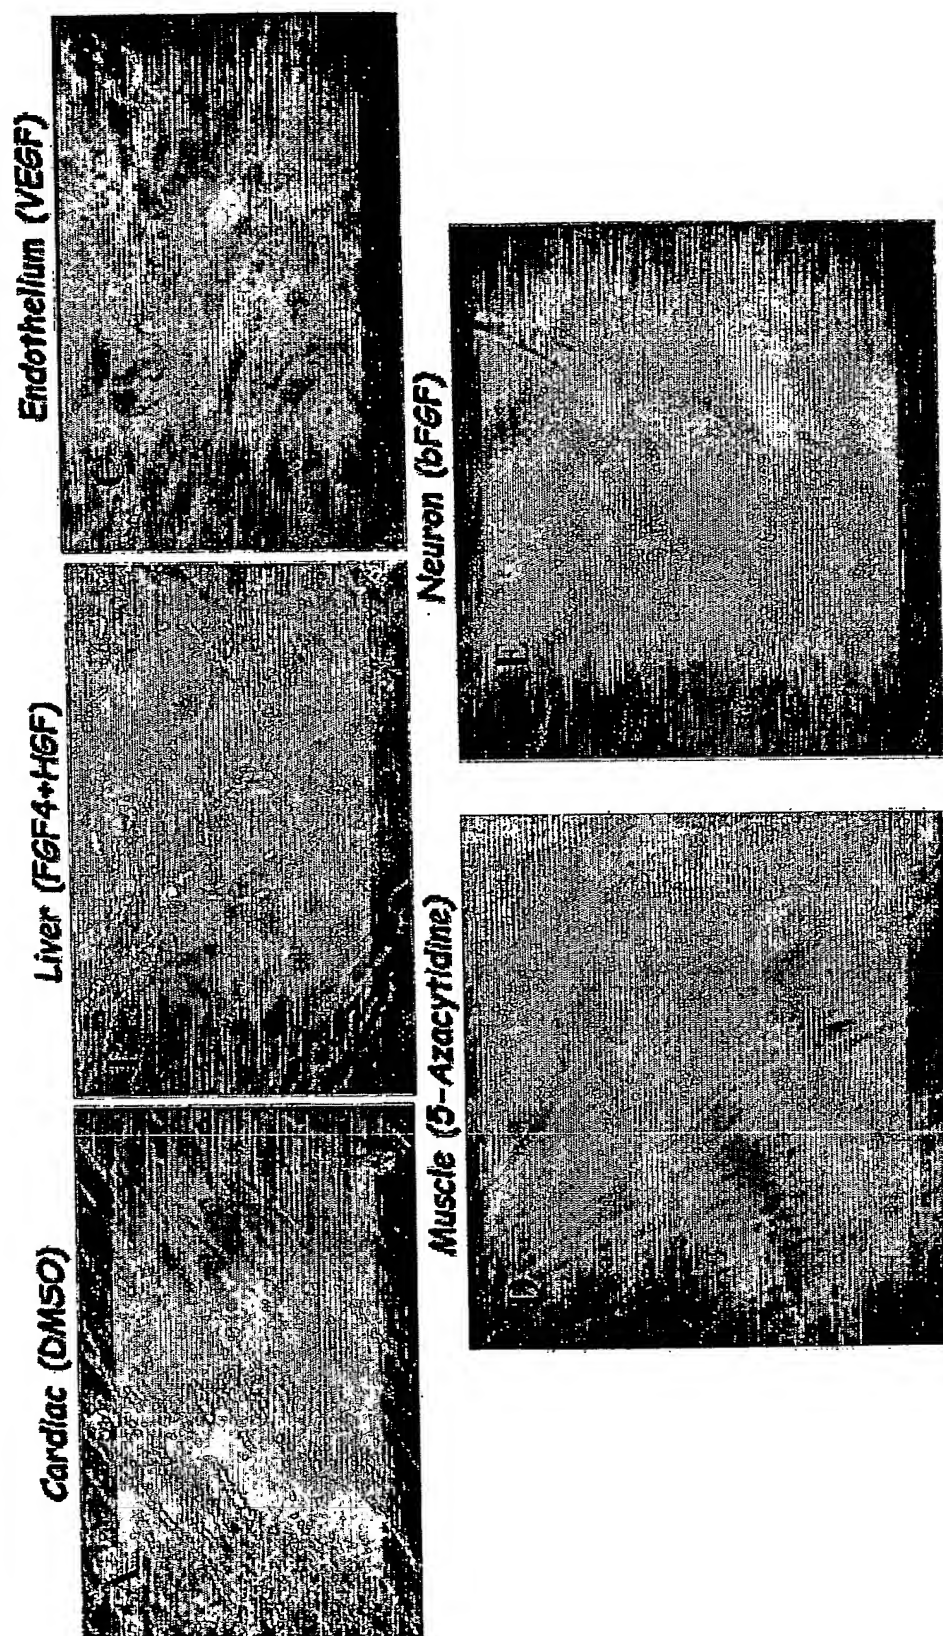 Cardiac (DMSO)
Liver (FGF4+HGF)
Endothelium (VEGF)
A
C
Muscle (5-Azacytidine)
Neuron (bFGF)
D
E